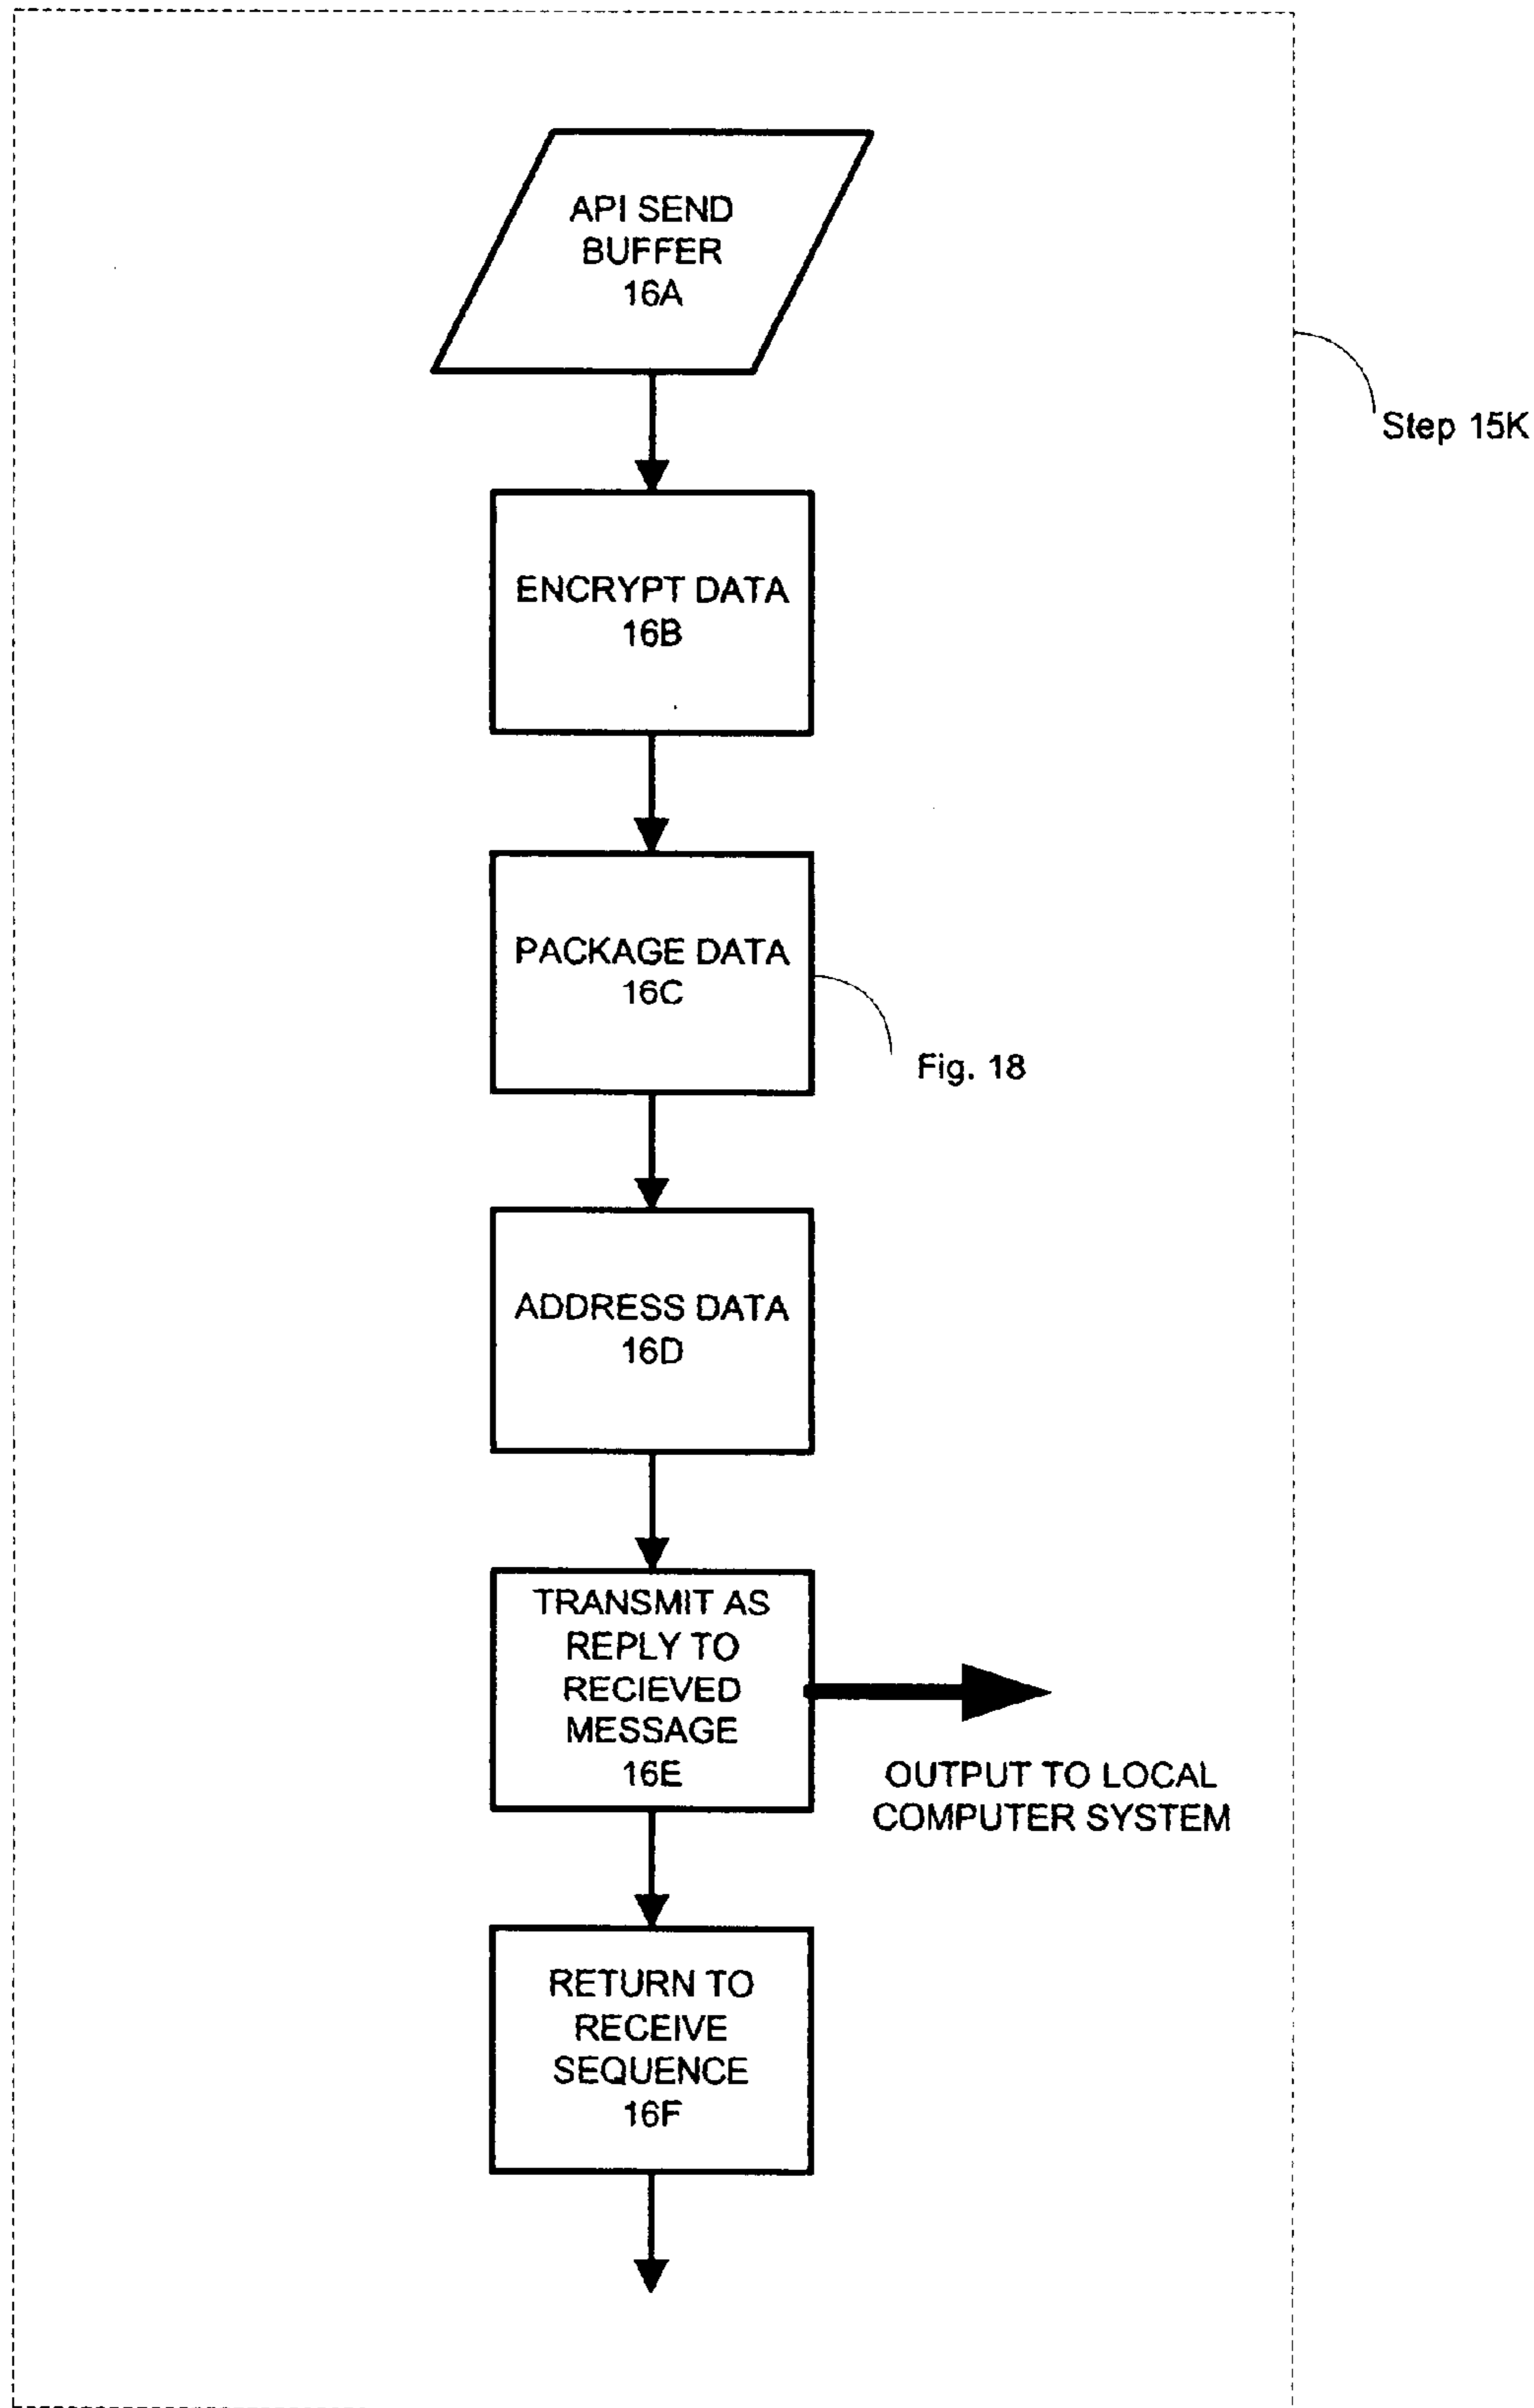 API SEND
BUFFER
16A
Step 15K
ENCRYPT DATA
16B
PACKAGE DATA
16C
Fig. 18
ADDRESS DATA
16D
TRANSMIT AS
REPLY TO
RECIEVED
MESSAGE
16E
OUTPUT TO LOCAL
COMPUTER SYSTEM
RETURN TO
RECEIVE
SEQUENCE
16F